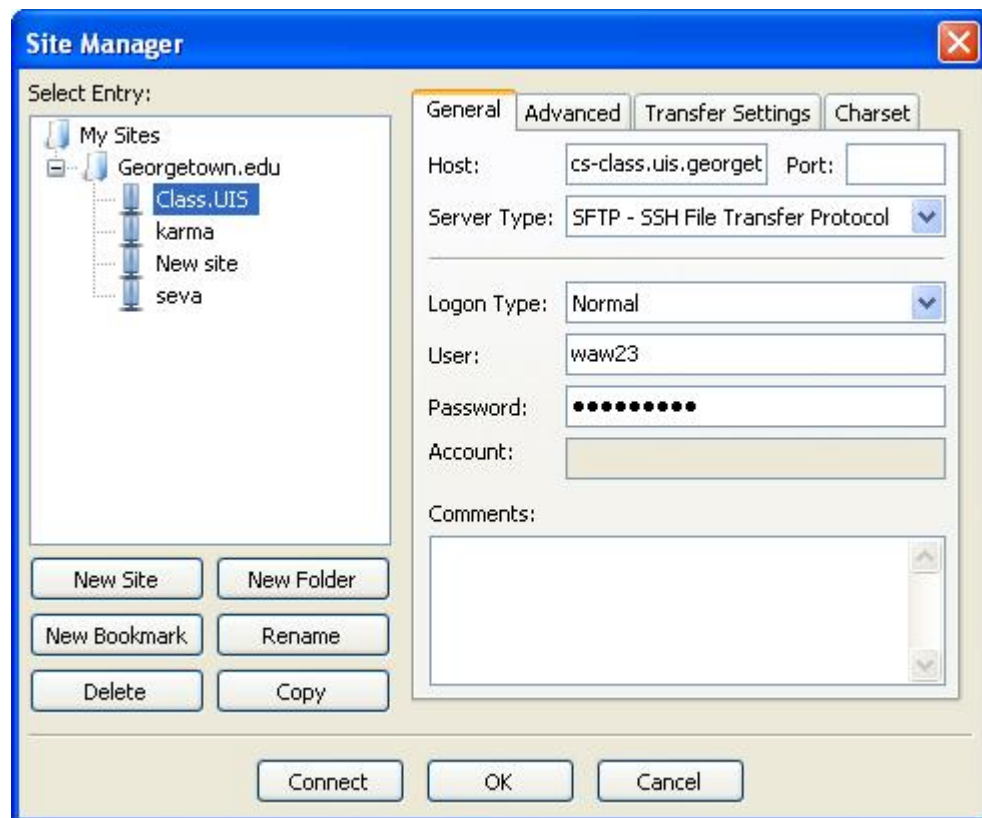 Site Manager
Select Entry:
My Sites
Georgetown.edu
Class.UIS
karma
New site
seva
New Site
New Folder
New Bookmark
Rename
Delete
Copy
General
Advanced
Transfer Settings
Charset
Host:
cs-class.uis.georget
Port:
Server Type:
SFTP - SSH File Transfer Protocol
Logon Type:
Normal
User:
waw23
Password:
●●●●●●●●●
Account:
Comments:
Connect
OK
Cancel